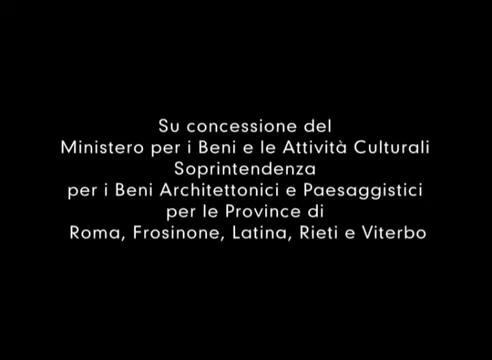 Su concessione del
Ministero per i Beni e le Attività Culturali
Soprintendenza
per i Beni Architettonici e Paesaggistici
per le Province di
Roma, Frosinone, Latina, Rieti e Viterbo